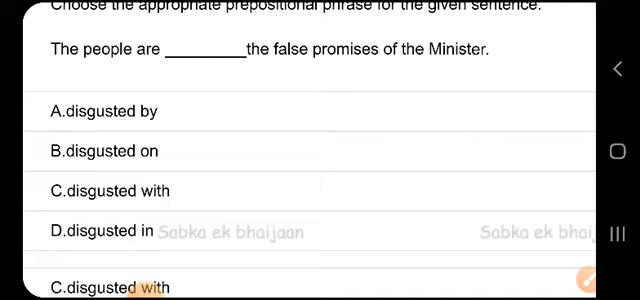 Choose the appropriate prepositional phrase for the given sentence.
The people are _________the false promises of the Minister.
A.disgusted by
B.disgusted on
C.disgusted with
D.disgusted in Sabka ek bhaijaan Sabka ek bhai
C.disgusted with